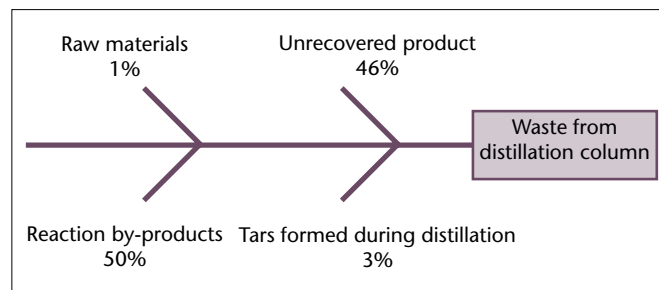 Raw materials
1%
Unrecovered product
46%
Waste from
distillation column
Reaction by-products
50%
Tars formed during distillation
3%